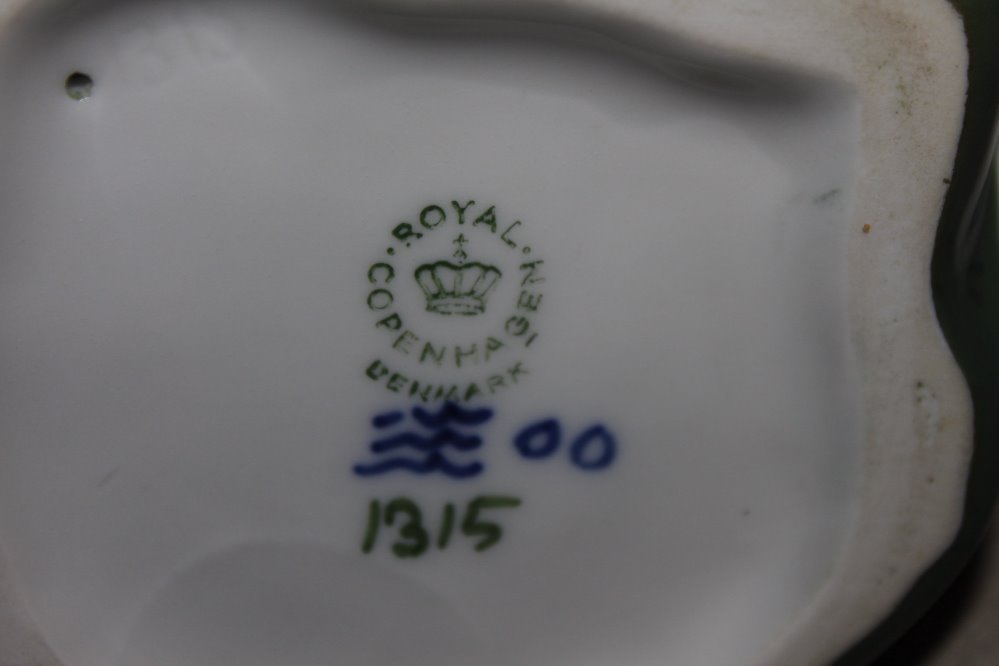 ROYAL
COPENHAGEN
DENMARK
00
1315